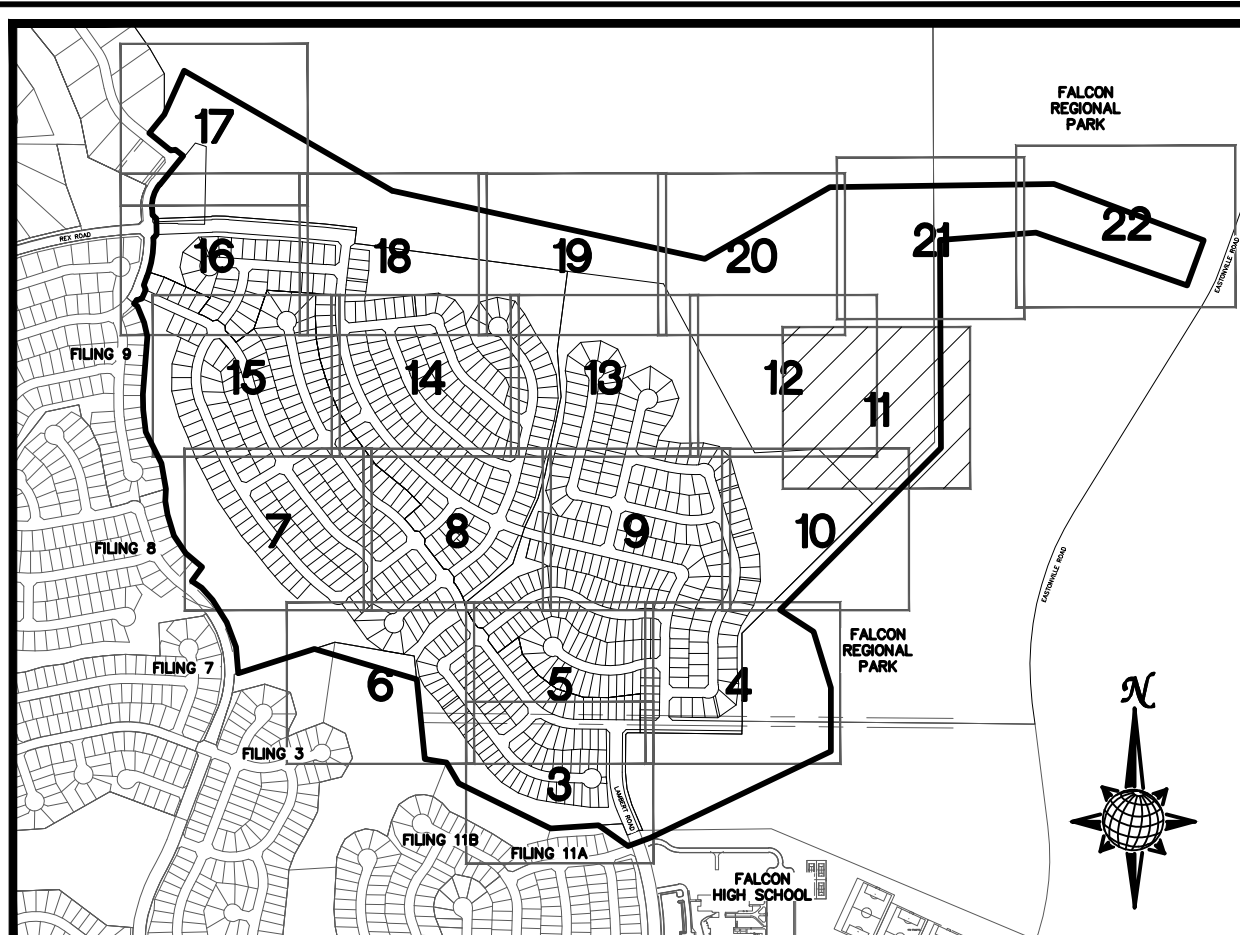 FALCON
REGIONAL
PARK
17
22
REX ROAD
16
18
19
20
21
EASTONVILLE ROAD
FILING 9
15
14
13
12
11
FILING 8
7
8
9
10
EASTONVILLE ROAD
FILING 7
6
5
4
FALCON
REGIONAL
PARK
N
FILING 3
3
LAMBERT ROAD
FILING 11B
FILING 11A
FALCON
HIGH SCHOOL